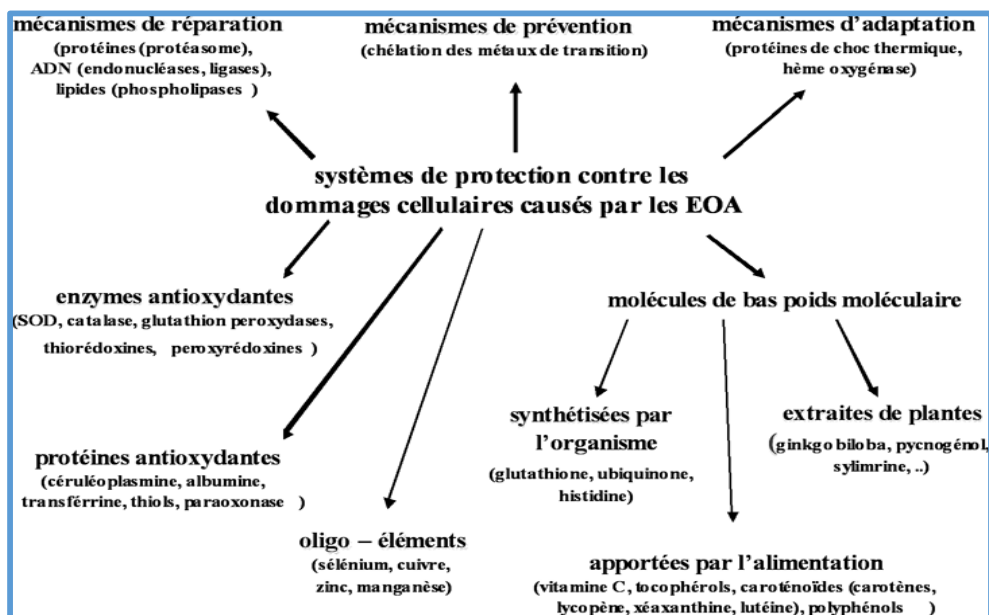 mécanismes de réparation
(protéines (protéasome),
ADN (endonucléases, ligases),
lipides (phospholipases )
mécanismes de prévention
(chélation des métaux de transition)
mécanismes d'adaptation
(protéines de choc thermique,
hème oxygénase)
systèmes de protection contre les
dommages cellulaires causés par les EOA
enzymes antioxydantes
(SOD, catalase, glutathion peroxydases,
thiorédoxines, peroxyrédoxines )
molécules de bas poids moléculaire
protéines antioxydantes
(céruléoplasmine, albumine,
transférrine, thiols, paraoxonase )
synthétisées par
l'organisme
(glutathione, ubiquinone,
histidine)
extraites de plantes
(ginkgo biloba, pycnogénol,
sylimrine, ..)
oligo – éléments
(sélénium, cuivre,
zinc, manganèse)
apportées par l'alimentation
(vitamine C, tocophérols, caroténoïdes (carotènes,
lycopène, xéaxanthine, lutéine), polyphénols )